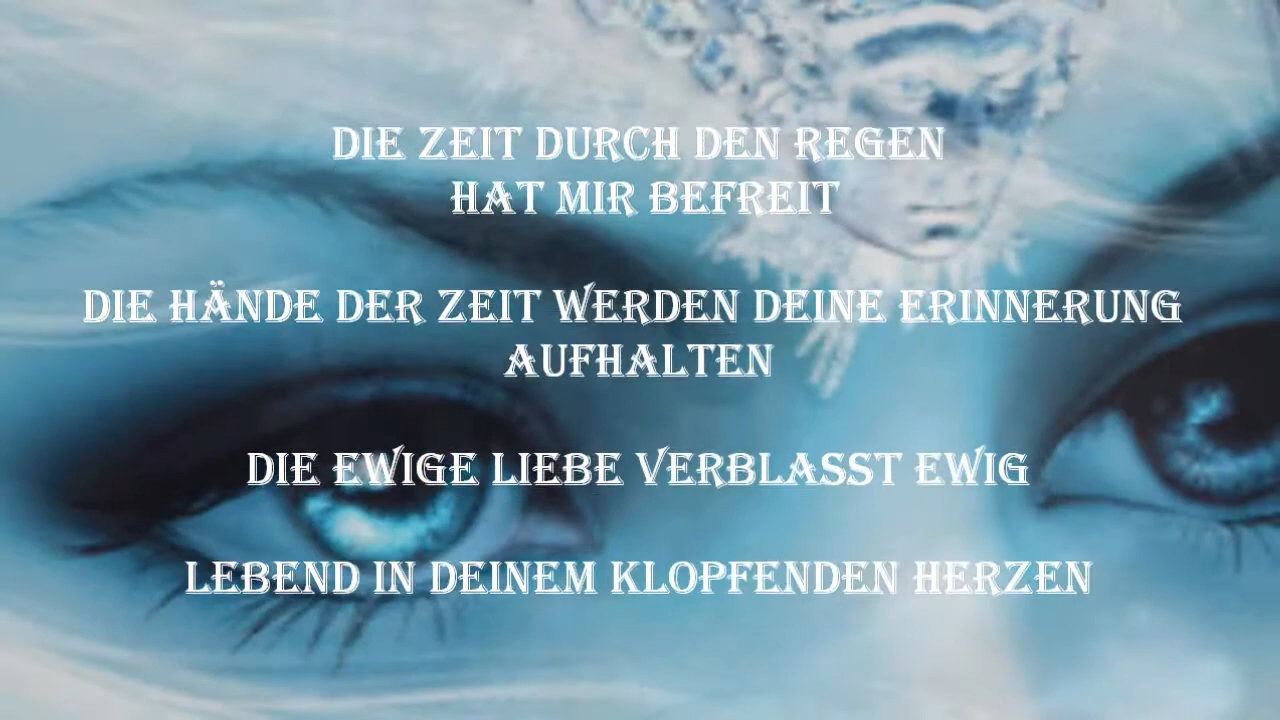 DIE ZEIT DURCH DEN REGEN
HAT MIR BEFREIT
DIE HÄNDE DER ZEIT WERDEN DEINE ERINNERUNG
AUFHALTEN
DIE EWIGE LIEBE VERBLASST EWIG
LEBEND IN DEINEM KLOPFENDEN HERZEN